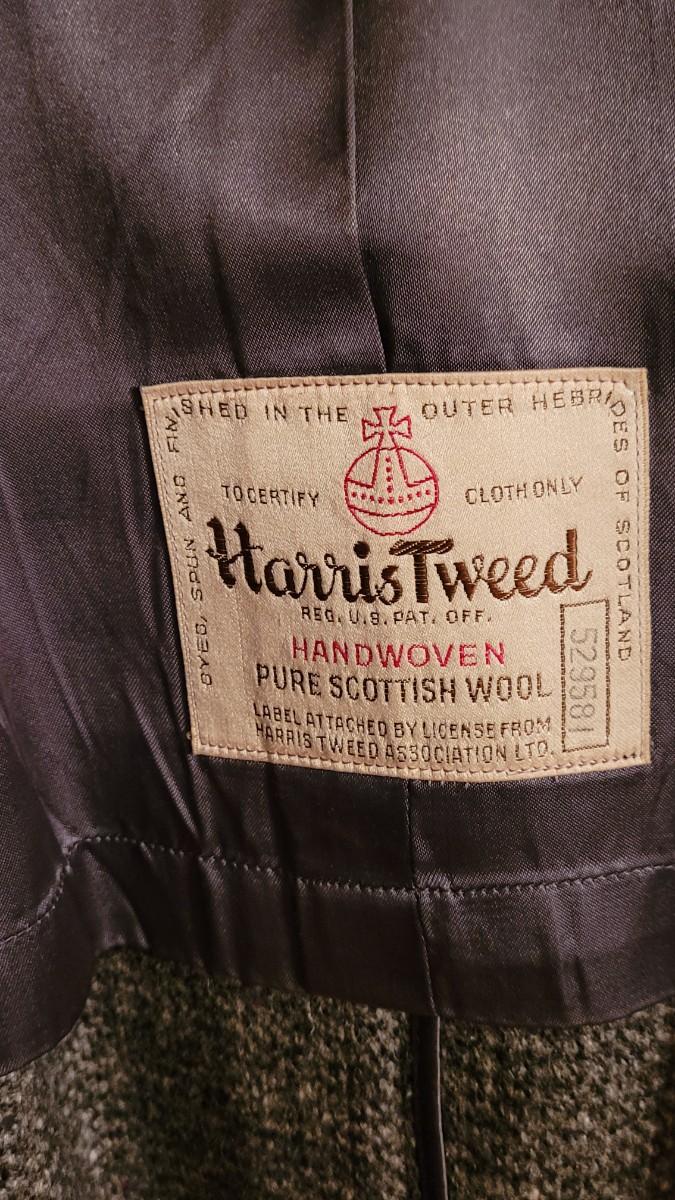 DYED, SPUN AND FINISHED IN THE OUTER HEBRIDES OF SCOTLAND
TO CERTIFY CLOTH ONLY
Harris Tweed
REG. U.S. PAT. OFF.
HANDWOVEN
PURE SCOTTISH WOOL
LABEL ATTACHED BY LICENSE FROM
HARRIS TWEED ASSOCIATION LTD.
529581